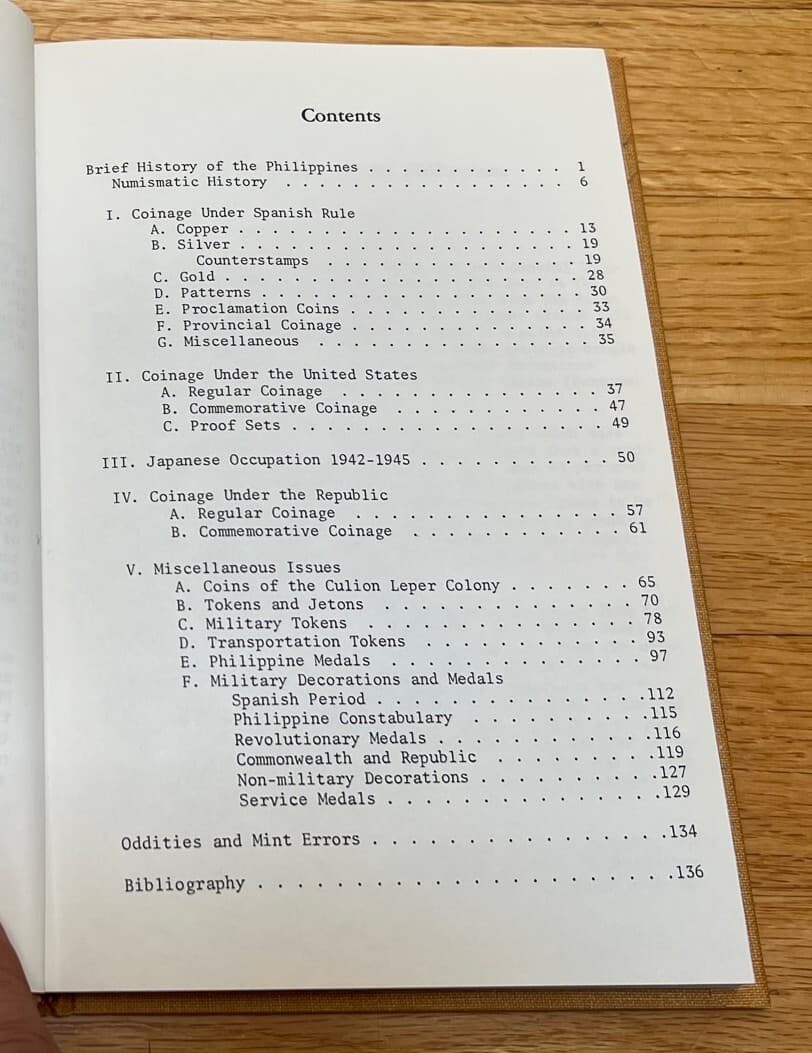 Contents
Brief History of the Philippines . . . . . . . . . . . . 1
Numismatic History . . . . . . . . . . . . . . . . . 6
I. Coinage Under Spanish Rule
A. Copper . . . . . . . . . . . . . . . . . . . . . 13
B. Silver . . . . . . . . . . . . . . . . . . . . . 19
Counterstamps . . . . . . . . . . . . . . . . 19
C. Gold . . . . . . . . . . . . . . . . . . . . . . 28
D. Patterns . . . . . . . . . . . . . . . . . . . . 30
E. Proclamation Coins . . . . . . . . . . . . . . . 33
F. Provincial Coinage . . . . . . . . . . . . . . . 34
G. Miscellaneous . . . . . . . . . . . . . . . . . 35
II. Coinage Under the United States
A. Regular Coinage . . . . . . . . . . . . . . . . 37
B. Commemorative Coinage . . . . . . . . . . . . . 47
C. Proof Sets . . . . . . . . . . . . . . . . . . . 49
III. Japanese Occupation 1942-1945 . . . . . . . . . . . 50
IV. Coinage Under the Republic
A. Regular Coinage . . . . . . . . . . . . . . . . 57
B. Commemorative Coinage . . . . . . . . . . . . . 61
V. Miscellaneous Issues
A. Coins of the Culion Leper Colony . . . . . . . . 65
B. Tokens and Jetons . . . . . . . . . . . . . . . 70
C. Military Tokens . . . . . . . . . . . . . . . . 78
D. Transportation Tokens . . . . . . . . . . . . . 93
E. Philippine Medals . . . . . . . . . . . . . . . 97
F. Military Decorations and Medals
Spanish Period . . . . . . . . . . . . . . . .112
Philippine Constabulary . . . . . . . . . . .115
Revolutionary Medals . . . . . . . . . . . . .116
Commonwealth and Republic . . . . . . . . . .119
Non-military Decorations . . . . . . . . . . .127
Service Medals . . . . . . . . . . . . . . . .129
Oddities and Mint Errors . . . . . . . . . . . . . . . . .134
Bibliography . . . . . . . . . . . . . . . . . . . . . . .136